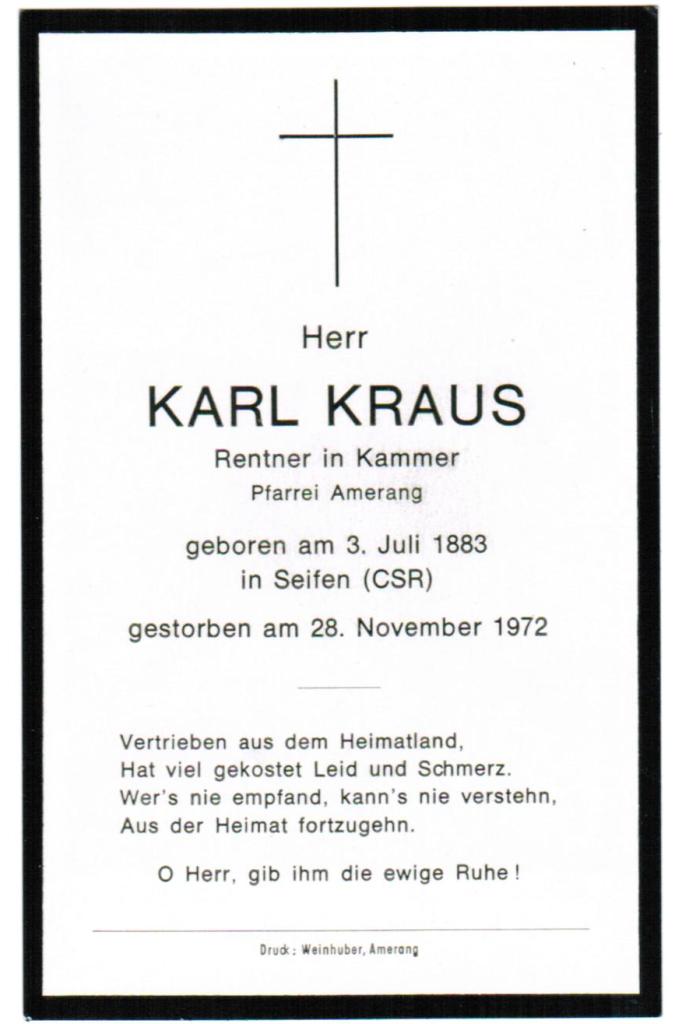 Herr
KARL KRAUS
Rentner in Kammer
Pfarrei Amerang
geboren am 3. Juli 1883
in Seifen (CSR)
gestorben am 28. November 1972
Vertrieben aus dem Heimatland,
Hat viel gekostet Leid und Schmerz.
Wer's nie empfand, kann's nie verstehn,
Aus der Heimat fortzugehn.
O Herr, gib ihm die ewige Ruhe!
Druck: Weinhuber, Amerang